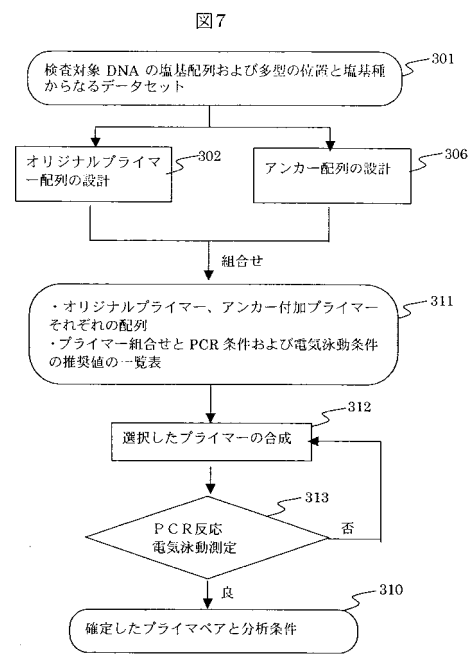 図7
検査対象 DNA の塩基配列および多型の位置と塩基種
からなるデータセット
301
オリジナルプライマ
ー配列の設計
302
アンカー配列の設計
306
組合せ
・オリジナルプライマー、アンカー付加プライマー
それぞれの配列
・プライマー組合せと PCR 条件および電気泳動条件
の推奨値の一覧表
311
312
選択したプライマーの合成
313
ＰＣＲ反応
電気泳動測定
否
良
310
確定したプライマペアと分析条件